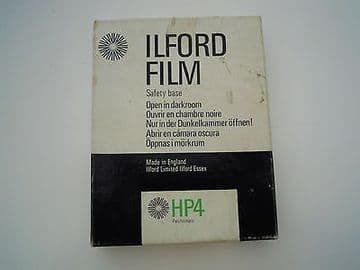 ILFORD
FILM
Safety base
Open in darkroom
Ouvrir en chambre noire
Nur in der Dunkelkammer öffnen!
Abrir en cámara oscura
Öppnas i mörkrum
Made in England
Ilford Limited Ilford Essex
HP4